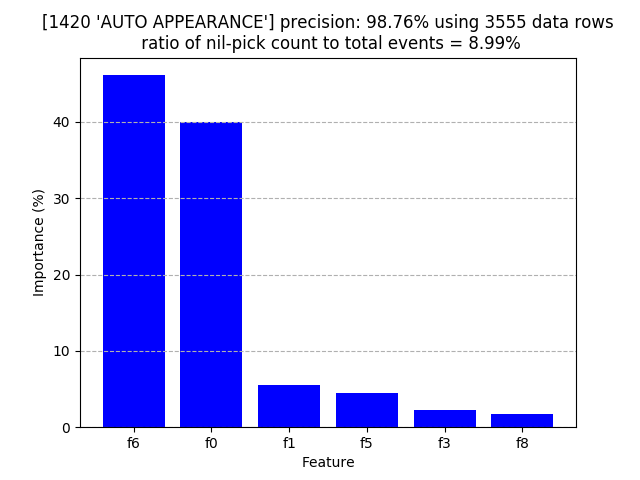 [1420 'AUTO APPEARANCE'] precision: 98.76% using 3555 data rows
ratio of nil-pick count to total events = 8.99%
Importance (%)
40
30
20
10
0
f6 f0 f1 f5 f3 f8
Feature